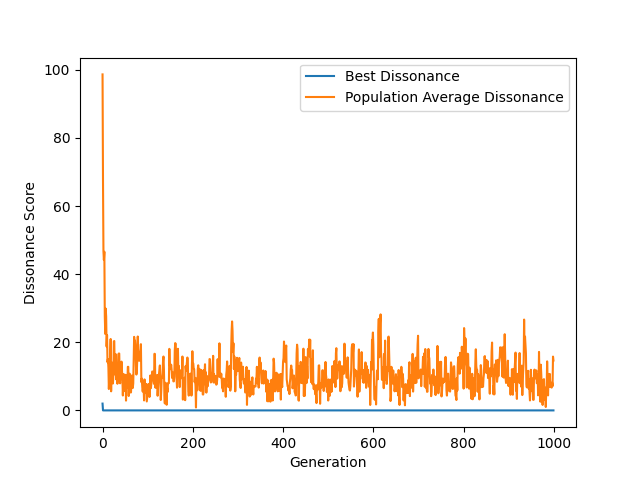 Best Dissonance
Population Average Dissonance
100
80
60
40
20
0
Dissonance Score
0 200 400 600 800 1000
Generation